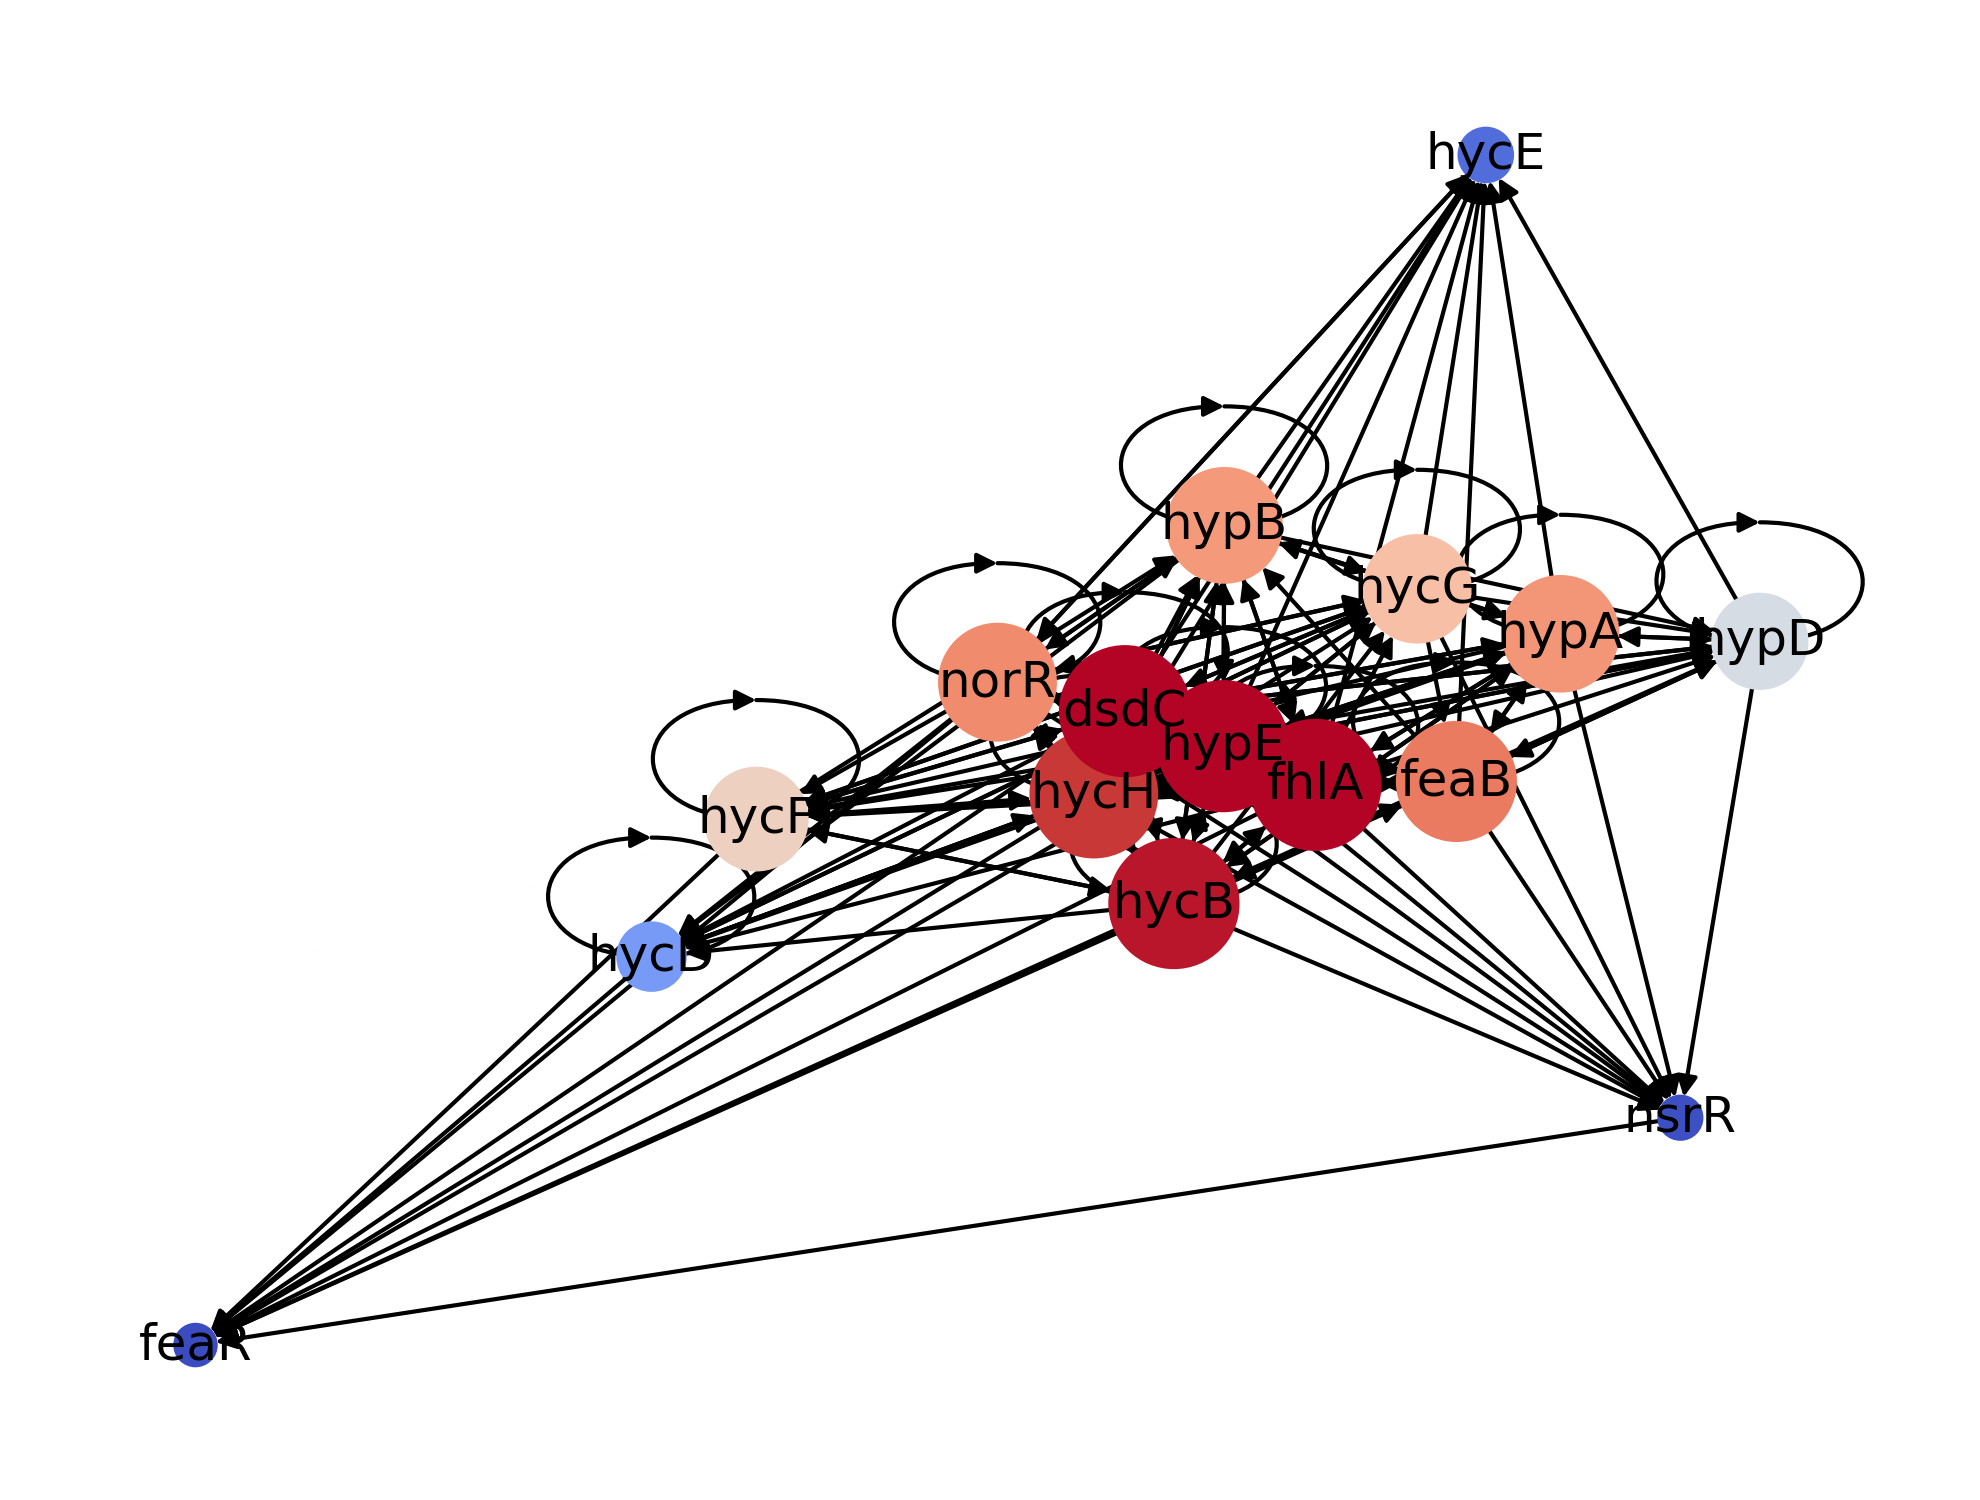 hycE
hypB
hycG
hypA
hypD
norR
dsdC
hypE
fhlA
feaB
hycH
hycF
hycB
hycD
nsrR
feaR